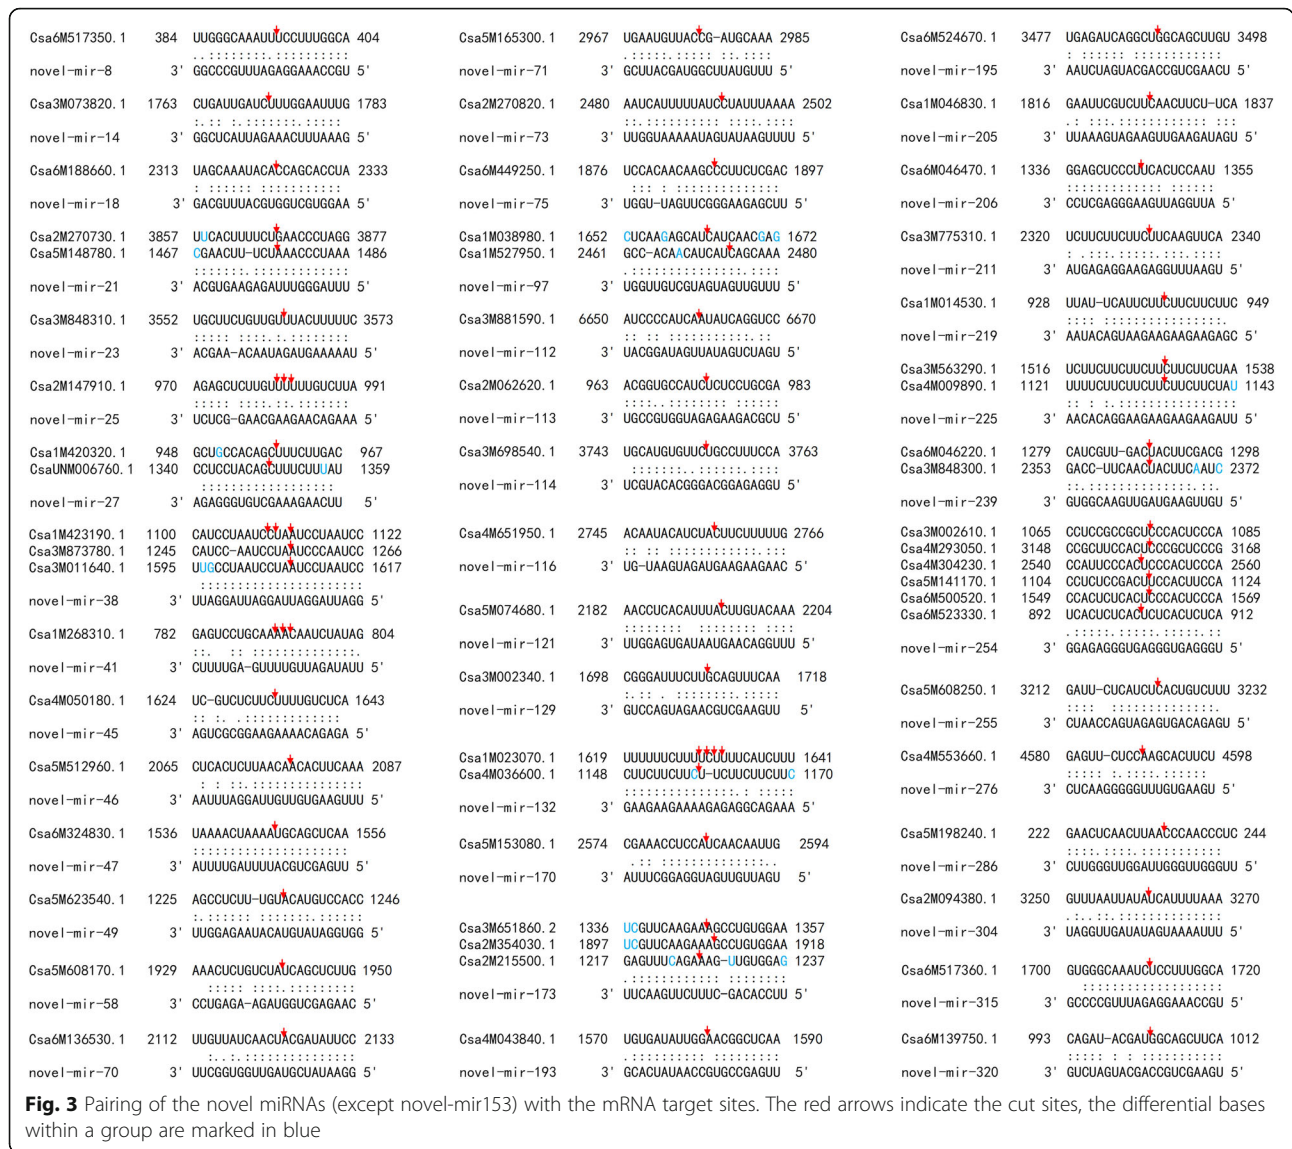 Csa6M517350.1 384 UUGGGCAAAUUUCCUUUGGCA 404
..::::::::.::::::::::
novel-mir-8 3' GGCCCGUUUAGAGGAAACCGU 5'
Csa3M073820.1 1763 CUGAUUGAUCUUUGGAAUUUG 1783
:.:: :.:::::::.:::::
novel-mir-14 3' GGCUCAUUAGAAACUUUAAAG 5'
Csa6M188660.1 2313 UAGCAAAUACACCAGCACCUA 2333
: :::::: ::::::::::::
novel-mir-18 3' GACGUUUACGUGGUCGUGGAA 5'
Csa2M270730.1 3857 UUCACUUUUCUGAACCCUAGG 3877
Csa5M148780.1 1467 CGAACUU-UCUAAACCCUAAA 1486
novel-mir-21 3' ACGUGAAGAGAUUUGGGAUUU 5'
Csa3M848310.1 3552 UGCUUCUGUUGUUUACUUUUUC 3573
novel-mir-23 3' ACGAA-ACAAUAGAUGAAAAAU 5'
Csa2M147910.1 970 AGAGCUCUUGUUUUUUGUCUUA 991
novel-mir-25 3' UCUCG-GAACGAAGAACAGAAA 5'
Csa1M420320.1 948 GCUGCCACAGCUUUCUUGAC 967
CsaUNM006760.1 1340 CCUCCUACAGCUUUCUUUAU 1359
novel-mir-27 3' AGAGGGUGUCGAAAGAACUU 5'
Csa1M423190.1 1100 CAUCCUAAUCCUAAUCCUAAUCC 1122
Csa3M873780.1 1245 CAUCC-AAUCCUAAUCCCAAUCC 1266
Csa3M011640.1 1595 UUGCCUAAUCCUAAUCCUAAUCC 1617
novel-mir-38 3' UUAGGAUUAGGAUUAGGAUUAGG 5'
Csa1M268310.1 782 GAGUCCUGCAAAACAAUCUAUAG 804
novel-mir-41 3' CUUUUGA-GUUUUGUUAGAUAUU 5'
Csa4M050180.1 1624 UC-GUCUCUUCUUUUGUCUCA 1643
novel-mir-45 3' AGUCGCGGAAGAAAACAGAGA 5'
Csa5M512960.1 2065 CUCACUCUUAACAACACUUCAAA 2087
novel-mir-46 3' AAUUUAGGAUUGUUGUGAAGUUU 5'
Csa6M324830.1 1536 UAAAACUAAAAUGCAGCUCAA 1556
novel-mir-47 3' AUUUUGAUUUUACGUCGAGUU 5'
Csa5M623540.1 1225 AGCCUCUU-UGUACAUGUCCACC 1246
novel-mir-49 3' UUGGAGAAUACAUGUAUAGGUGG 5'
Csa5M608170.1 1929 AAACUCUGUCUAUCAGCUCUUG 1950
novel-mir-58 3' CCUGAGA-AGAUGGUCGAGAAC 5'
Csa6M136530.1 2112 UUGUUAUCAACUACGAUAUUCC 2133
novel-mir-70 3' UUCGGUGGUUGAUGCUAUAAGG 5'
Csa5M165300.1 2967 UGAAUGUUACCG-AUGCAAA 2985
novel-mir-71 3' GCUUACGAUGGCUUAUGUUU 5'
Csa2M270820.1 2480 AAUCAUUUUUAUCCUAUUUAAAA 2502
novel-mir-73 3' UUGGUAAAAAUAGUAUAAGUUUU 5'
Csa6M449250.1 1876 UCCACAACAAGCCCUUCUCGAC 1897
novel-mir-75 3' UGGU-UAGUUCGGGAAGAGCUU 5'
Csa1M038980.1 1652 CUCAAGAGCAUCAUCAACGAG 1672
Csa1M527950.1 2461 GCC-ACAACAUCAUCAGCAAA 2480
novel-mir-97 3' UGGUUGUCGUAGUAGUUGUUU 5'
Csa3M881590.1 6650 AUCCCCAUCAAUAUCAGGUCC 6670
novel-mir-112 3' UACGGAUAGUUAUAGUCUAGU 5'
Csa2M062620.1 963 ACGGUGCCAUCUCUCCUGCGA 983
novel-mir-113 3' UGCCGUGGUAGAGAAGACGCU 5'
Csa3M698540.1 3743 UGCAUGUGUUCUGCCUUUCCA 3763
novel-mir-114 3' UCGUACACGGGACGGAGAGGU 5'
Csa4M651950.1 2745 ACAAUACAUCUACUUCUUUUUG 2766
novel-mir-116 3' UG-UAAGUAGAUGAAGAAGAAC 5'
Csa5M074680.1 2182 AACCUCACAUUUACUUGUACAAA 2204
novel-mir-121 3' UUGGAGUGAUAAUGAACAGGUUU 5'
Csa3M002340.1 1698 CGGGAUUUCUUGCAGUUUCAA 1718
novel-mir-129 3' GUCCAGUAGAACGUCGAAGUU 5'
Csa1M023070.1 1619 UUUUUUCUUUUCUUUUCAUCUUU 1641
Csa4M036600.1 1148 CUUCUUCUUCU-UCUUCUUCUUC 1170
novel-mir-132 3' GAAGAAGAAAAGAGAGGCAGAAA 5'
Csa5M153080.1 2574 CGAAACCUCCAUCAACAAUUG 2594
novel-mir-170 3' AUUUCGGAGGUAGUUGUUAGU 5'
Csa3M651860.2 1336 UCGUUCAAGAAAGCCUGUGGAA 1357
Csa2M354030.1 1897 UCGUUCAAGAAAGCCUGUGGAA 1918
Csa2M215500.1 1217 GAGUUUCAGAAAG-UUGUGGAG 1237
novel-mir-173 3' UUCAAGUUCUUUC-GACACCUU 5'
Csa4M043840.1 1570 UGUGAUAUUGGAACGGCUCAA 1590
novel-mir-193 3' GCACUAUAACCGUGCCGAGUU 5'
Csa6M524670.1 3477 UGAGAUCAGGCUGGCAGCUUGU 3498
novel-mir-195 3' AAUCUAGUACGACCGUCGAACU 5'
Csa1M046830.1 1816 GAAUUCGUCUUCAACUUCU-UCA 1837
novel-mir-205 3' UUAAAGUAGAAGUUGAAGAUAGU 5'
Csa6M046470.1 1336 GGAGCUCCCUUCACUCCAAU 1355
novel-mir-206 3' CCUCGAGGGAAGUUAGGUUA 5'
Csa3M775310.1 2320 UCUUCUUCUUCUUCAAGUUCA 2340
novel-mir-211 3' AUGAGAGGAAGAGGUUUAAGU 5'
Csa1M014530.1 928 UUAU-UCAUUCUUCUUCUUCUUC 949
novel-mir-219 3' AAUACAGUAAGAAGAAGAAGAGC 5'
Csa3M563290.1 1516 UCUUCUUCUUCUUCUUCUUCUAA 1538
Csa4M009890.1 1121 UUUUCUUCUUCUUCUUCUUCUAU 1143
novel-mir-225 3' AACACAGGAAGAAGAAGAAGAUU 5'
Csa6M046220.1 1279 CAUCGUU-GACUACUUCGACG 1298
Csa3M848300.1 2353 GACC-UUCAACUACUUCAAUC 2372
novel-mir-239 3' GUGGCAAGUUGAUGAAGUUGU 5'
Csa3M002610.1 1065 CCUCCGCCGCUCCCACUCCCA 1085
Csa4M293050.1 3148 CCGCUUCCACUCCCGCUCCCG 3168
Csa4M304230.1 2540 CCAUUCCCACUCCCACUCCCA 2560
Csa5M141170.1 1104 CCUCUCCGACUUCCACUUCCA 1124
Csa6M500520.1 1549 CCACUCUCACUCCCACUCCCA 1569
Csa6M523330.1 892 UCACUCUCACUCUCACUCUCA 912
novel-mir-254 3' GGAGAGGGUGAGGGUGAGGGU 5'
Csa5M608250.1 3212 GAUU-CUCAUCUCACUGUCUUU 3232
novel-mir-255 3' CUAACCAGUAGAGUGACAGAGU 5'
Csa4M553660.1 4580 GAGUU-CUCCAAGCACUUCU 4598
novel-mir-276 3' CUCAAGGGGGUUUGUGAAGU 5'
Csa5M198240.1 222 GAACUCAACUUAACCCAACCCUC 244
novel-mir-286 3' CUUGGGUUGGAUUGGGUUGGGUU 5'
Csa2M094380.1 3250 GUUUAAUUAUAUCAUUUUAAA 3270
novel-mir-304 3' UAGGUUGAUAUAGUAAAAUUU 5'
Csa6M517360.1 1700 GUGGGCAAAUCUCCUUUGGCA 1720
novel-mir-315 3' GCCCCGUUUAGAGGAAACCGU 5'
Csa6M139750.1 993 CAGAU-ACGAUGGCAGCUUCA 1012
novel-mir-320 3' GUCUAGUACGACCGUCGAAGU 5'
Fig. 3 Pairing of the novel miRNAs (except novel-mir153) with the mRNA target sites. The red arrows indicate the cut sites, the differential bases
within a group are marked in blue